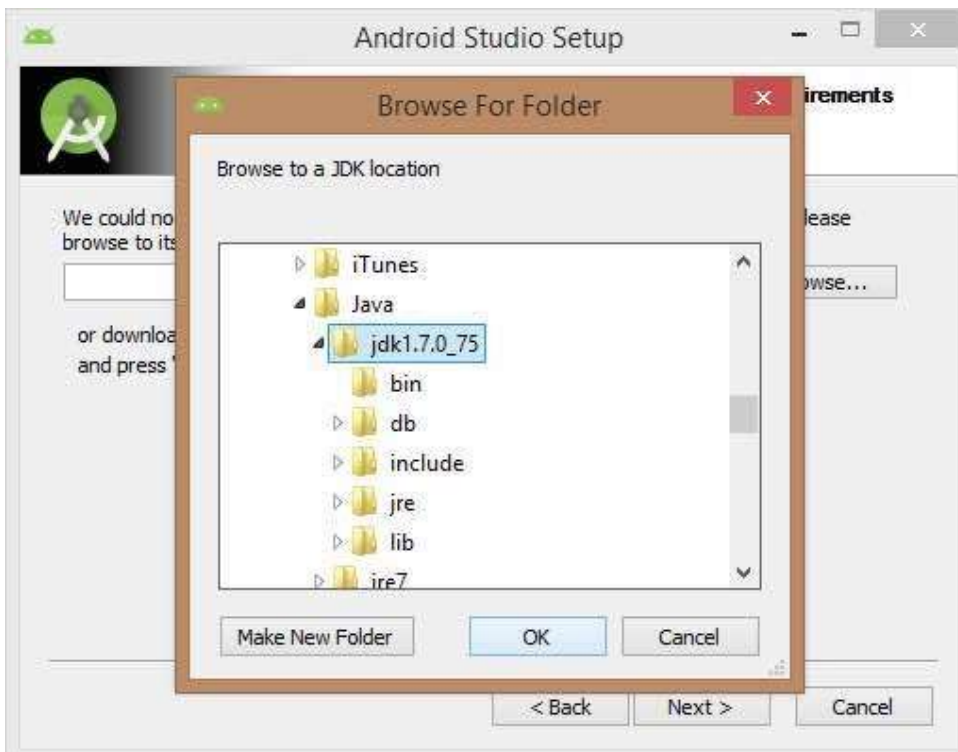 Android Studio Setup
irements
Browse For Folder
Browse to a JDK location
We could no
lease
browse to its
iTunes
owse...
Java
or downloa
jdk1.7.0_75
and press '
bin
db
include
jre
lib
jre7
Make New Folder
OK
Cancel
< Back
Next >
Cancel